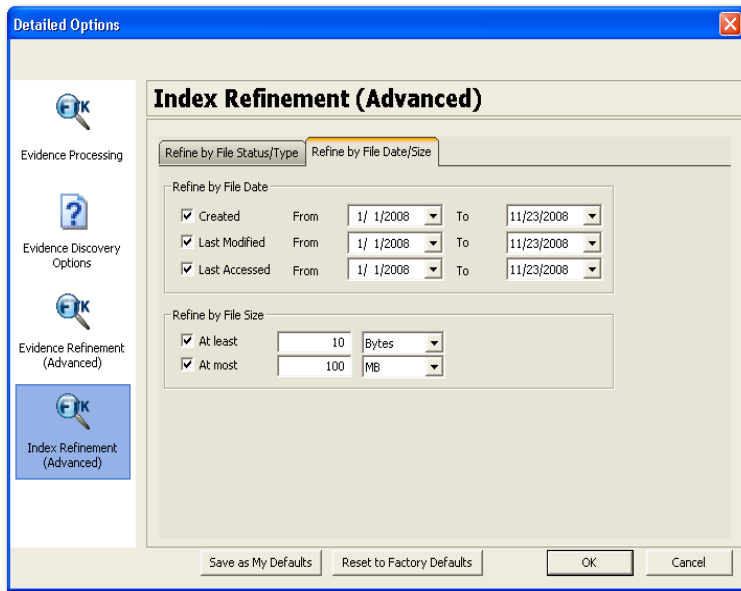 Detailed Options
FTK
Evidence Processing
Evidence Discovery
Options
FTK
Evidence Refinement
(Advanced)
FTK
Index Refinement
(Advanced)
Index Refinement (Advanced)
Refine by File Status/Type Refine by File Date/Size
Refine by File Date
Created From 1/ 1/2008 To 11/23/2008
Last Modified From 1/ 1/2008 To 11/23/2008
Last Accessed From 1/ 1/2008 To 11/23/2008
Refine by File Size
At least 10 Bytes
At most 100 MB
Save as My Defaults Reset to Factory Defaults OK Cancel